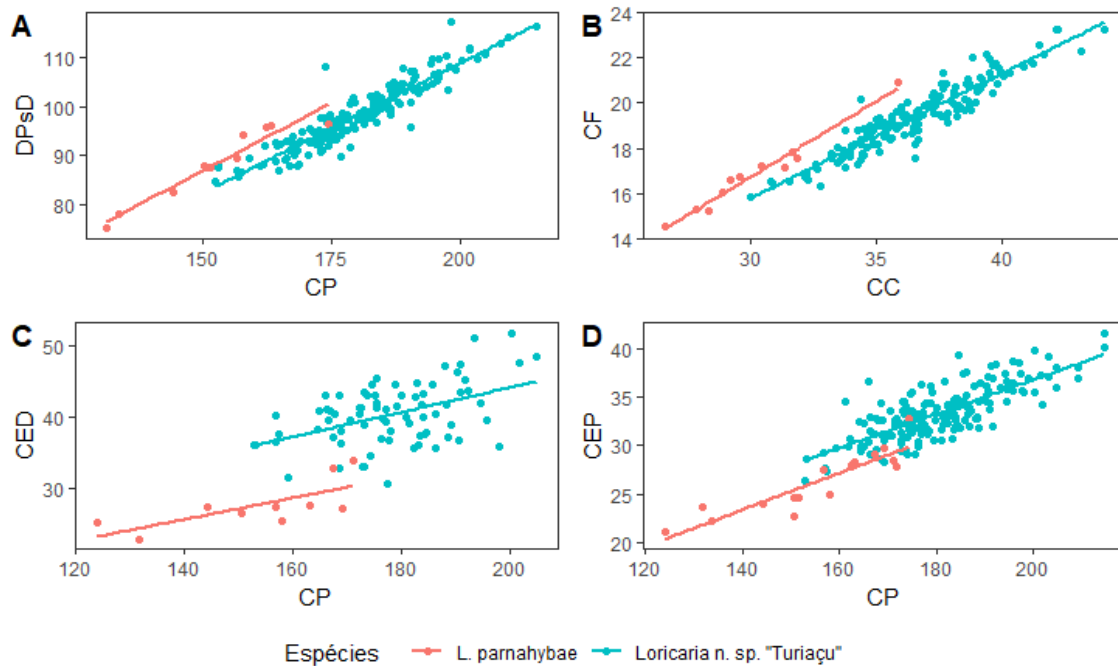 A
DPsD
110
100
90
80
150
175
200
CP
B
CF
24
22
20
18
16
14
30
35
40
CC
C
CED
50
40
30
120
140
160
180
200
CP
D
CEP
40
35
30
25
20
120
140
160
180
200
CP
Espécies L. parnahybae Loricaria n. sp. "Turiaçu"